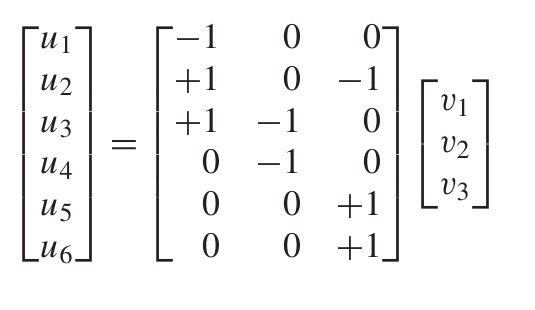 [u1] = [−1 0 0] [v1]
[u2] [+1 0 −1] [v2]
[u3] [+1 −1 0] [v3]
[u4] [0 −1 0]
[u5] [0 0 +1]
[u6] [0 0 +1]